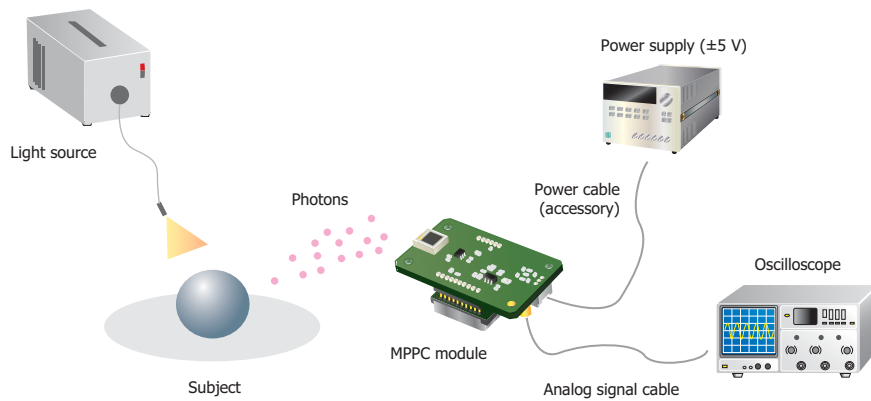 Power supply (±5 V)
Light source
Photons
Power cable
(accessory)
Oscilloscope
MPPC module
Subject
Analog signal cable